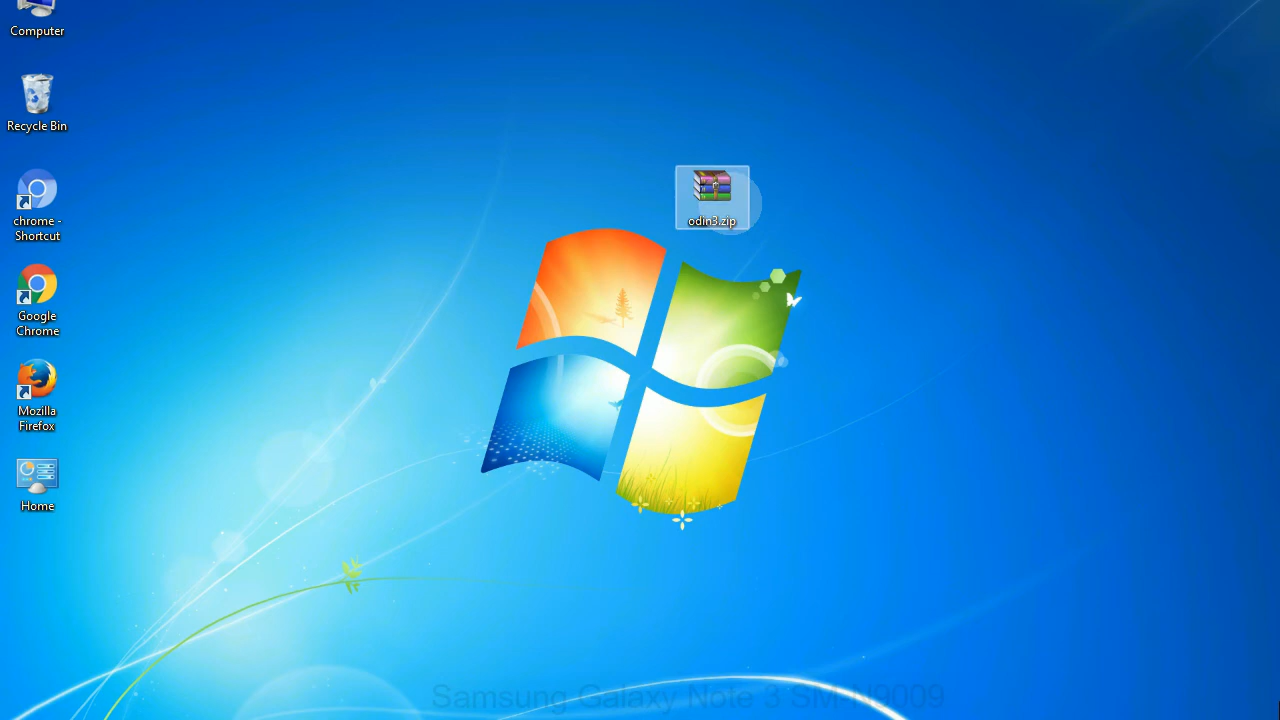 Computer
Recycle Bin
chrome -
Shortcut
Google
Chrome
Mozilla
Firefox
Home
odin3.zip
Samsung Galaxy Note 3 SM-N9009